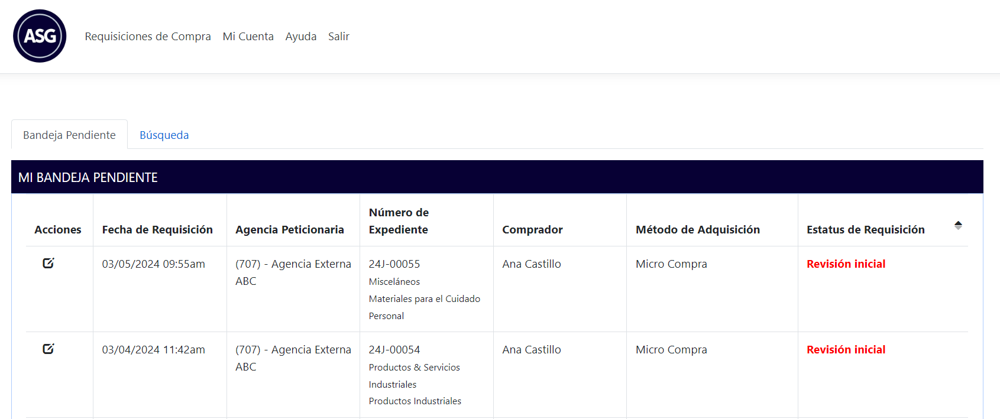 ASG
Requisiciones de Compra Mi Cuenta Ayuda Salir
Bandeja Pendiente Búsqueda
MI BANDEJA PENDIENTE
Acciones Fecha de Requisición Agencia Peticionaria Número de Expediente Comprador Método de Adquisición Estatus de Requisición
03/05/2024 09:55am (707) - Agencia Externa 24J-00055 Ana Castillo Micro Compra Revisión inicial
ABC Misceláneos
Materiales para el Cuidado
Personal
03/04/2024 11:42am (707) - Agencia Externa 24J-00054 Ana Castillo Micro Compra Revisión inicial
ABC Productos & Servicios
Industriales
Productos Industriales